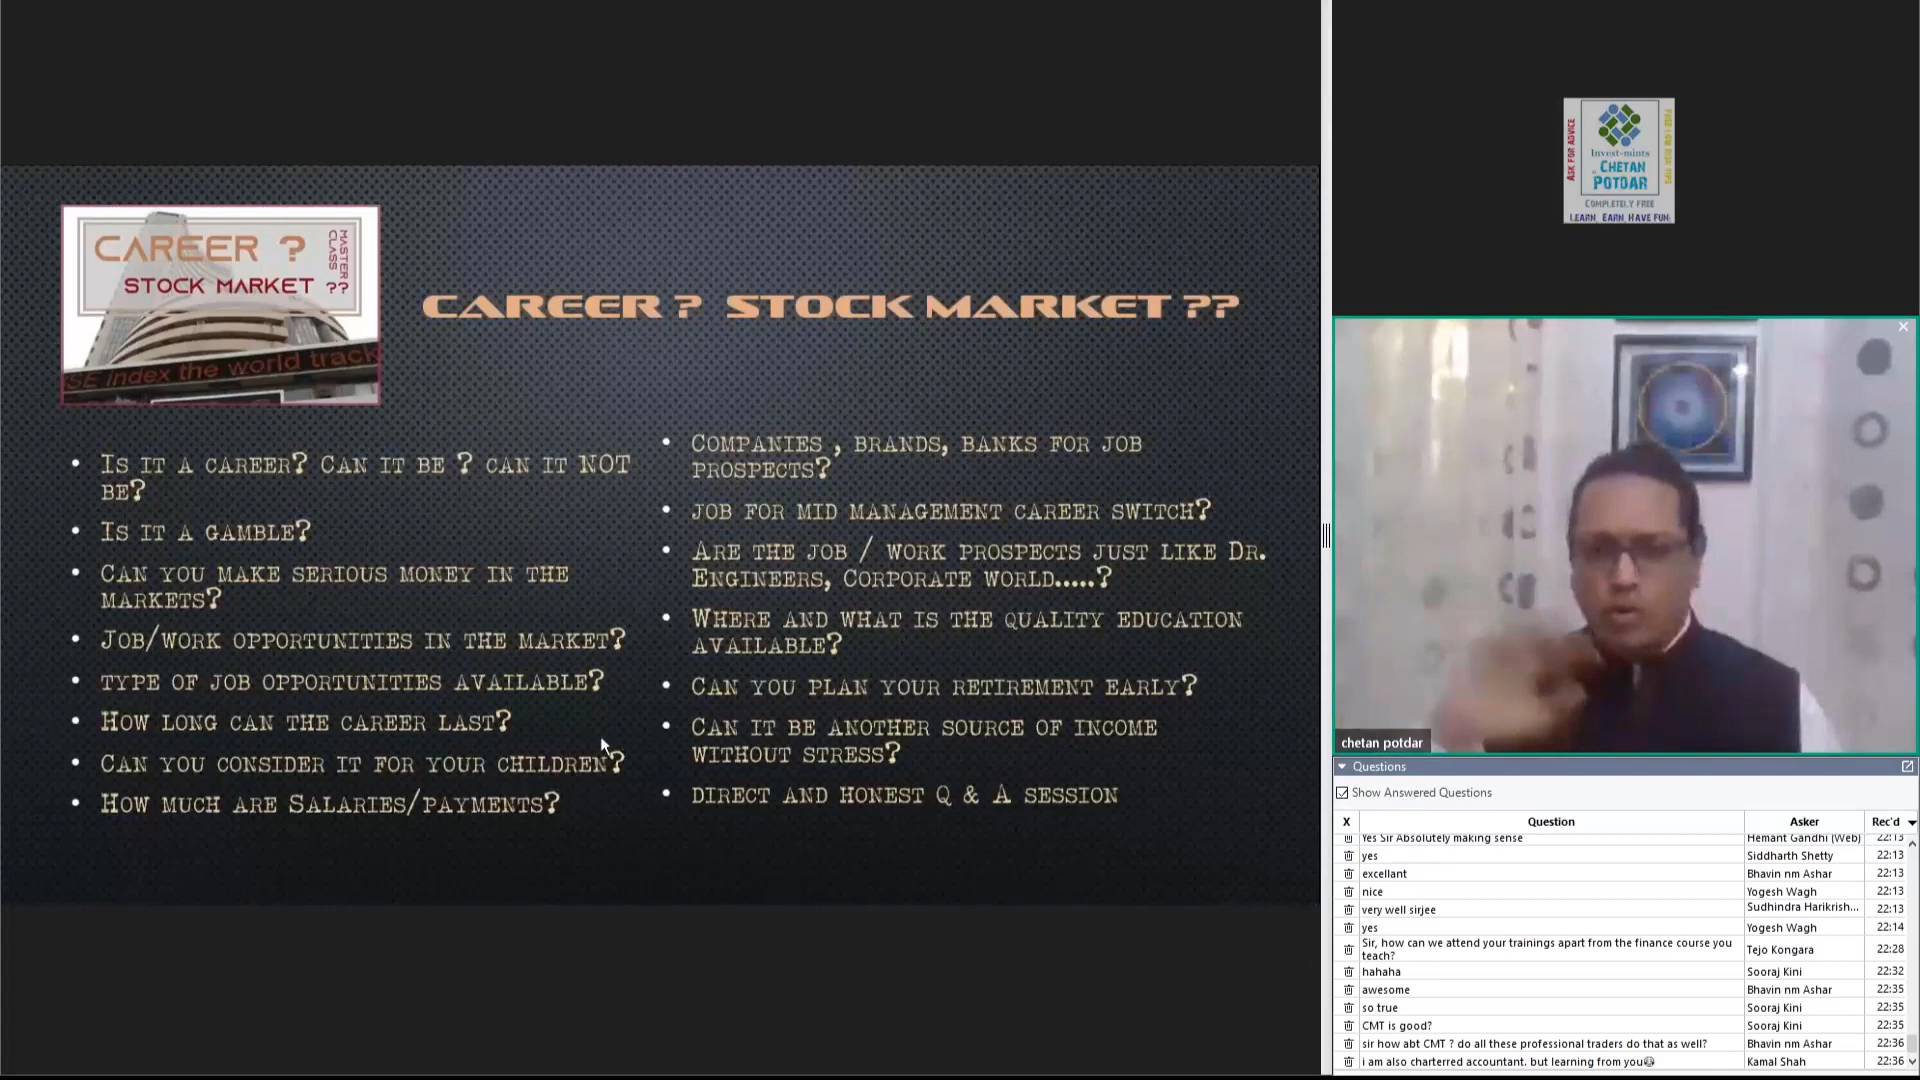 CAREER ?
STOCK MARKET ??
MASTER
CLASS
SE index the world track
CAREER ? STOCK MARKET ??
• Is it a career? Can it be ? can it NOT
be?
• Is it a gamble?
• Can you make serious money in the
markets?
• Job/work opportunities in the market?
• type of job opportunities available?
• How long can the career last?
• Can you consider it for your children?
• How much are Salaries/payments?
• Companies , brands, banks for job
prospects?
• job for mid management career switch?
• Are the job / work prospects just like Dr.
Engineers, Corporate world.....?
• Where and what is the quality education
available?
• Can you plan your retirement early?
• Can it be another source of income
without stress?
• direct and honest Q & A session
ASK FOR ADVICE
Invest-mints
CHETAN
POTDAR
COMPLETELY FREE
LEARN, EARN, HAVE FUN
chetan potdar
Questions
Show Answered Questions
X Question Asker Rec'd
Yes Sir Absolutely making sense Hemant Gandhi (Web) 22:13
yes Siddharth Shetty 22:13
excellant Bhavin nm Ashar 22:13
nice Yogesh Wagh 22:13
very well sirjee Sudhindra Harikrish... 22:13
yes Yogesh Wagh 22:14
Sir, how can we attend your trainings apart from the finance course you
teach? Tejo Kongara 22:28
hahaha Sooraj Kini 22:32
awesome Bhavin nm Ashar 22:35
so true Sooraj Kini 22:35
CMT is good? Sooraj Kini 22:35
sir how abt CMT ? do all these professional traders do that as well? Bhavin nm Ashar 22:36
i am also charterred accountant. but learning from you Kamal Shah 22:36